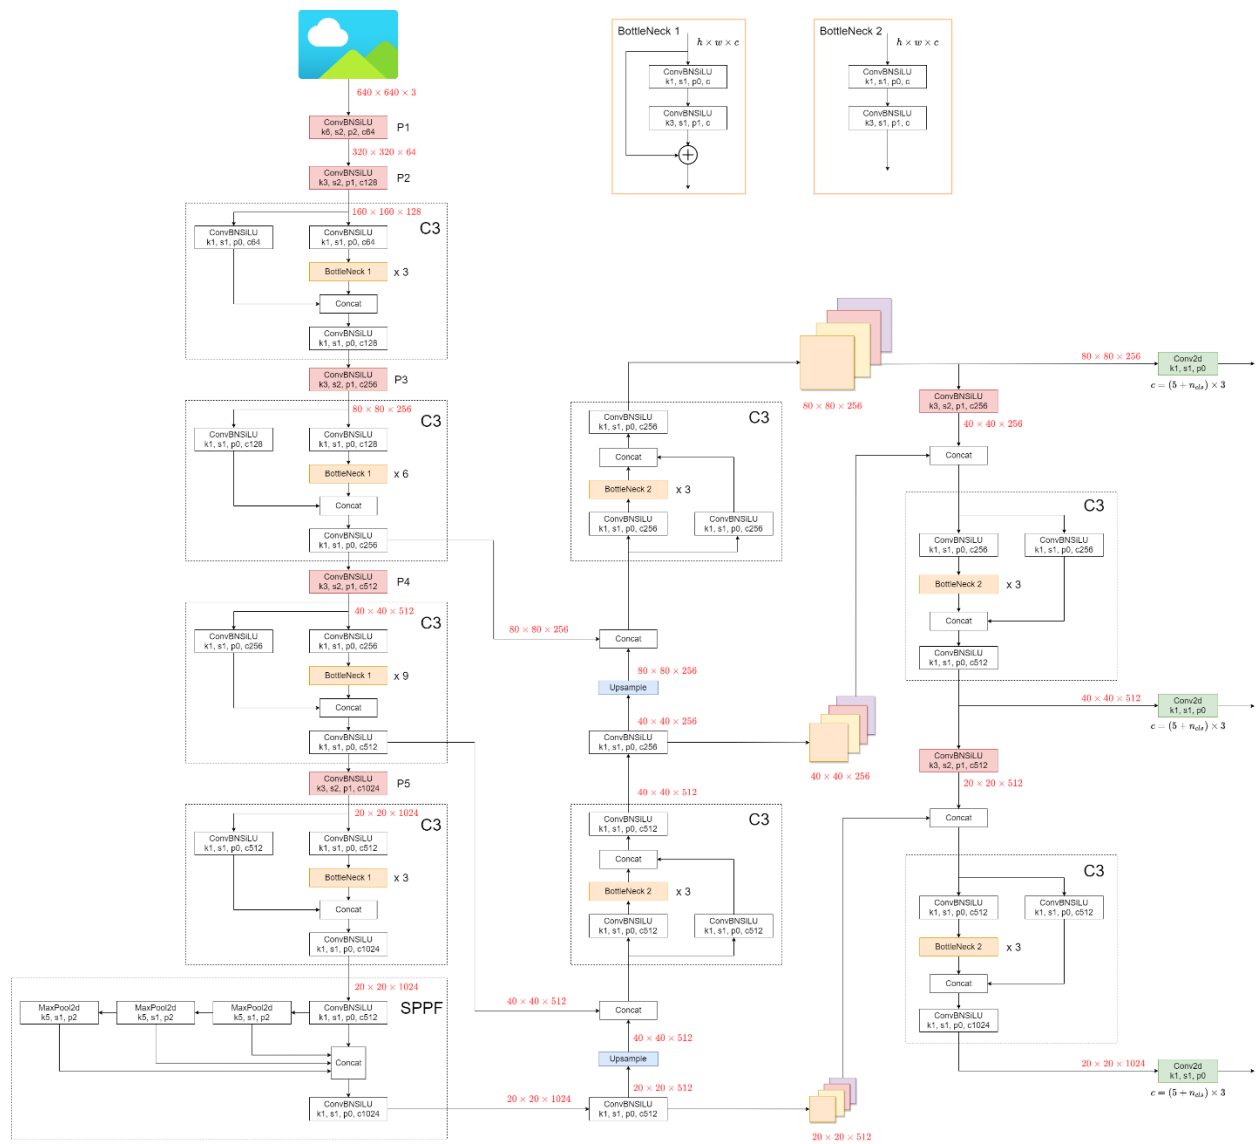 640 × 640 × 3
ConvBNSiLU
k6, s2, p2, c64
P1
320 × 320 × 64
ConvBNSiLU
k3, s2, p1, c128
P2
160 × 160 × 128
C3
ConvBNSiLU
k1, s1, p0, c64
ConvBNSiLU
k1, s1, p0, c64
BottleNeck 1
x 3
Concat
ConvBNSiLU
k1, s1, p0, c128
ConvBNSiLU
k3, s2, p1, c256
P3
80 × 80 × 256
C3
ConvBNSiLU
k1, s1, p0, c128
ConvBNSiLU
k1, s1, p0, c128
BottleNeck 1
x 6
Concat
ConvBNSiLU
k1, s1, p0, c256
ConvBNSiLU
k3, s2, p1, c512
P4
40 × 40 × 512
C3
ConvBNSiLU
k1, s1, p0, c256
ConvBNSiLU
k1, s1, p0, c256
BottleNeck 1
x 9
Concat
ConvBNSiLU
k1, s1, p0, c512
ConvBNSiLU
k3, s2, p1, c1024
P5
20 × 20 × 1024
C3
ConvBNSiLU
k1, s1, p0, c512
ConvBNSiLU
k1, s1, p0, c512
BottleNeck 1
x 3
Concat
ConvBNSiLU
k1, s1, p0, c1024
20 × 20 × 1024
SPPF
MaxPool2d
k5, s1, p2
MaxPool2d
k5, s1, p2
MaxPool2d
k5, s1, p2
ConvBNSiLU
k1, s1, p0, c512
Concat
ConvBNSiLU
k1, s1, p0, c1024
BottleNeck 1
h × w × c
ConvBNSiLU
k1, s1, p0, c
ConvBNSiLU
k3, s1, p1, c
+
BottleNeck 2
h × w × c
ConvBNSiLU
k1, s1, p0, c
ConvBNSiLU
k3, s1, p1, c
80 × 80 × 256
C3
ConvBNSiLU
k1, s1, p0, c256
Concat
BottleNeck 2
x 3
ConvBNSiLU
k1, s1, p0, c256
ConvBNSiLU
k1, s1, p0, c256
80 × 80 × 256
Concat
80 × 80 × 256
Upsample
40 × 40 × 256
ConvBNSiLU
k1, s1, p0, c256
40 × 40 × 256
40 × 40 × 512
C3
ConvBNSiLU
k1, s1, p0, c512
Concat
BottleNeck 2
x 3
ConvBNSiLU
k1, s1, p0, c512
ConvBNSiLU
k1, s1, p0, c512
40 × 40 × 512
Concat
40 × 40 × 512
Upsample
20 × 20 × 512
20 × 20 × 1024
ConvBNSiLU
k1, s1, p0, c512
20 × 20 × 512
80 × 80 × 256
Conv2d
k1, s1, p0
c = (5 + n_cls) × 3
ConvBNSiLU
k3, s2, p1, c256
40 × 40 × 256
Concat
C3
ConvBNSiLU
k1, s1, p0, c256
ConvBNSiLU
k1, s1, p0, c256
BottleNeck 2
x 3
Concat
ConvBNSiLU
k1, s1, p0, c512
40 × 40 × 512
Conv2d
k1, s1, p0
c = (5 + n_cls) × 3
ConvBNSiLU
k3, s2, p1, c512
20 × 20 × 512
Concat
C3
ConvBNSiLU
k1, s1, p0, c512
ConvBNSiLU
k1, s1, p0, c512
BottleNeck 2
x 3
Concat
ConvBNSiLU
k1, s1, p0, c1024
20 × 20 × 1024
Conv2d
k1, s1, p0
c = (5 + n_cls) × 3